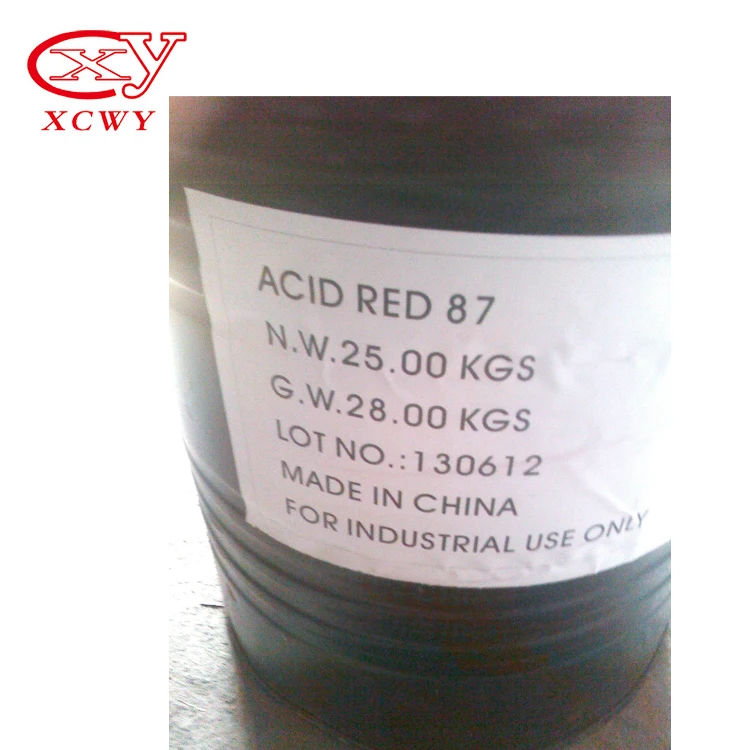 CXY
XCWY
ACID RED 87
N.W.25.00 KGS
G.W.28.00 KGS
LOT NO.:130612
MADE IN CHINA
FOR INDUSTRIAL USE ONLY